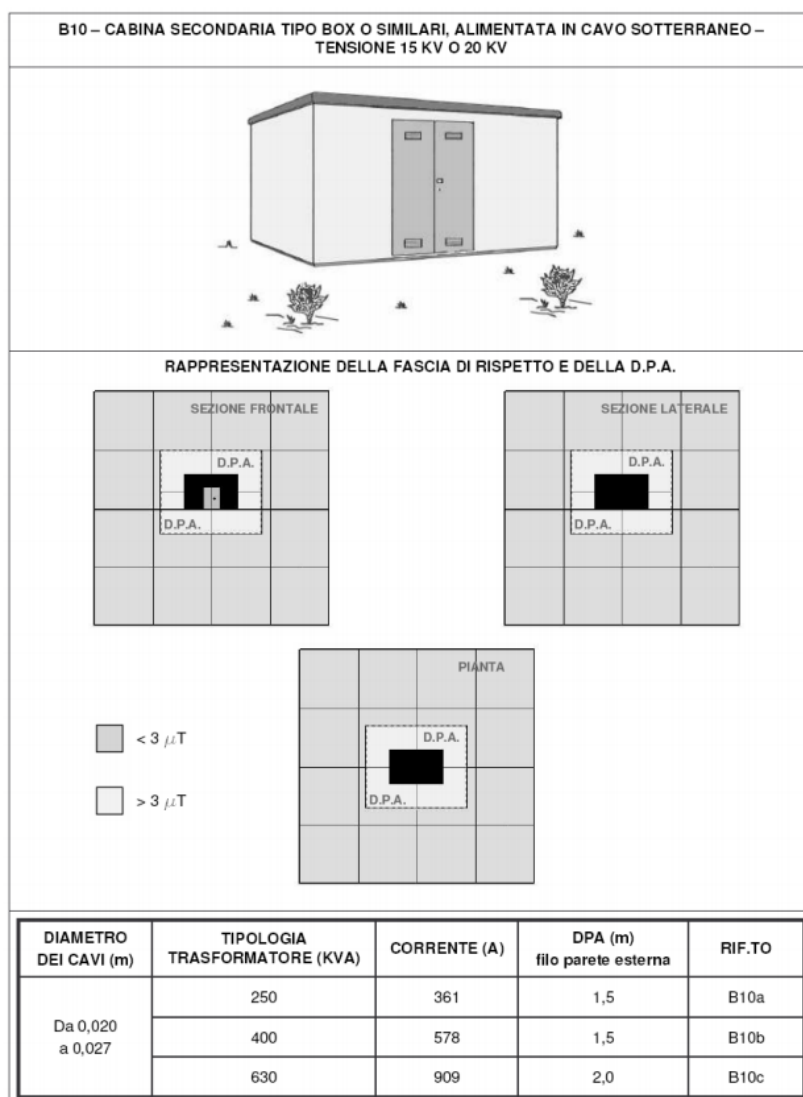 B10 – CABINA SECONDARIA TIPO BOX O SIMILARI, ALIMENTATA IN CAVO SOTTERRANEO –
TENSIONE 15 KV O 20 KV
RAPPRESENTAZIONE DELLA FASCIA DI RISPETTO E DELLA D.P.A.
SEZIONE FRONTALE
D.P.A.
D.P.A.
SEZIONE LATERALE
D.P.A.
D.P.A.
PIANTA
D.P.A.
D.P.A.
< 3 μT
> 3 μT
DIAMETRO
DEI CAVI (m)
TIPOLOGIA
TRASFORMATORE (KVA)
CORRENTE (A)
DPA (m)
filo parete esterna
RIF.TO
Da 0,020
a 0,027
250 361 1,5 B10a
400 578 1,5 B10b
630 909 2,0 B10c